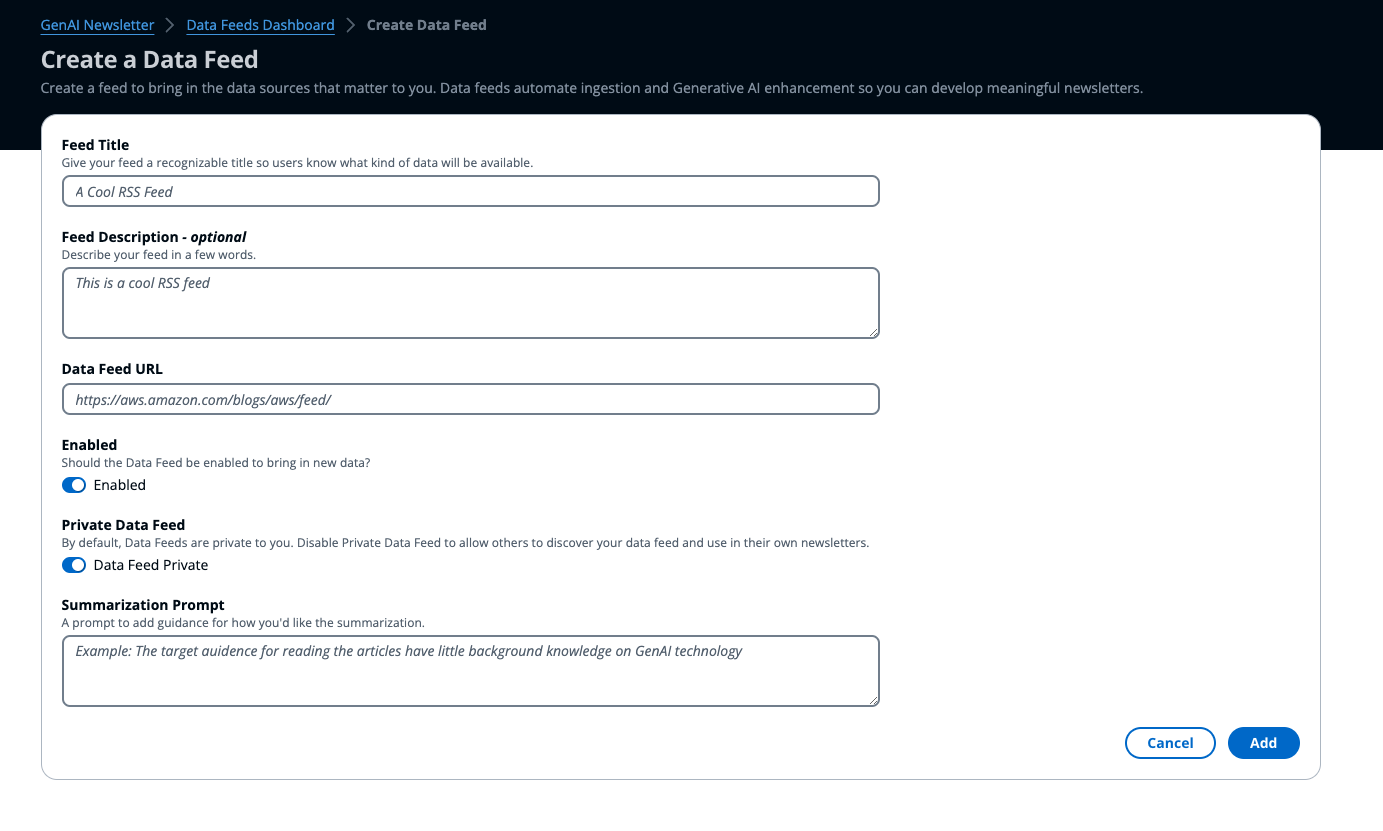 GenAI Newsletter > Data Feeds Dashboard > Create Data Feed
Create a Data Feed
Create a feed to bring in the data sources that matter to you. Data feeds automate ingestion and Generative AI enhancement so you can develop meaningful newsletters.
Feed Title
Give your feed a recognizable title so users know what kind of data will be available.
A Cool RSS Feed
Feed Description - optional
Describe your feed in a few words.
This is a cool RSS feed
Data Feed URL
https://aws.amazon.com/blogs/aws/feed/
Enabled
Should the Data Feed be enabled to bring in new data?
Enabled
Private Data Feed
By default, Data Feeds are private to you. Disable Private Data Feed to allow others to discover your data feed and use in their own newsletters.
Data Feed Private
Summarization Prompt
A prompt to add guidance for how you'd like the summarization.
Example: The target auidence for reading the articles have little background knowledge on GenAI technology
Cancel Add